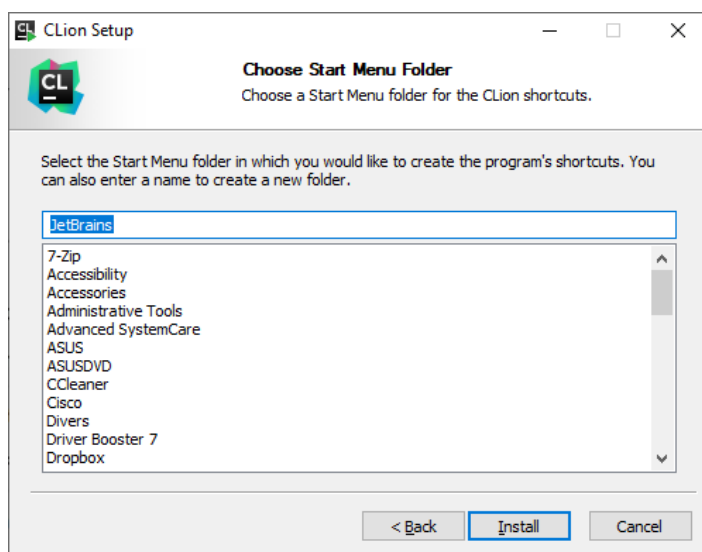 CLion Setup
CL
Choose Start Menu Folder
Choose a Start Menu folder for the CLion shortcuts.
Select the Start Menu folder in which you would like to create the program's shortcuts. You
can also enter a name to create a new folder.
JetBrains
7-Zip
Accessibility
Accessories
Administrative Tools
Advanced SystemCare
ASUS
ASUSDVD
CCleaner
Cisco
Divers
Driver Booster 7
Dropbox
< Back
Install
Cancel